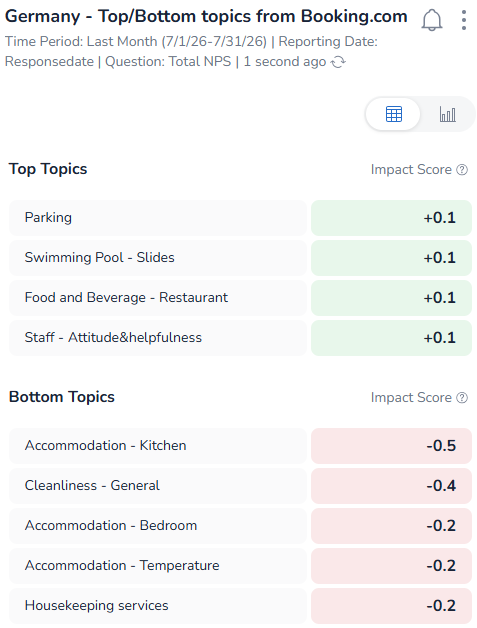 Germany - Top/Bottom topics from Booking.com
Time Period: Last Month (7/1/26-7/31/26) | Reporting Date:
Responsedate | Question: Total NPS | 1 second ago
Top Topics
Impact Score
Parking
+0.1
Swimming Pool - Slides
+0.1
Food and Beverage - Restaurant
+0.1
Staff - Attitude&helpfulness
+0.1
Bottom Topics
Impact Score
Accommodation - Kitchen
-0.5
Cleanliness - General
-0.4
Accommodation - Bedroom
-0.2
Accommodation - Temperature
-0.2
Housekeeping services
-0.2